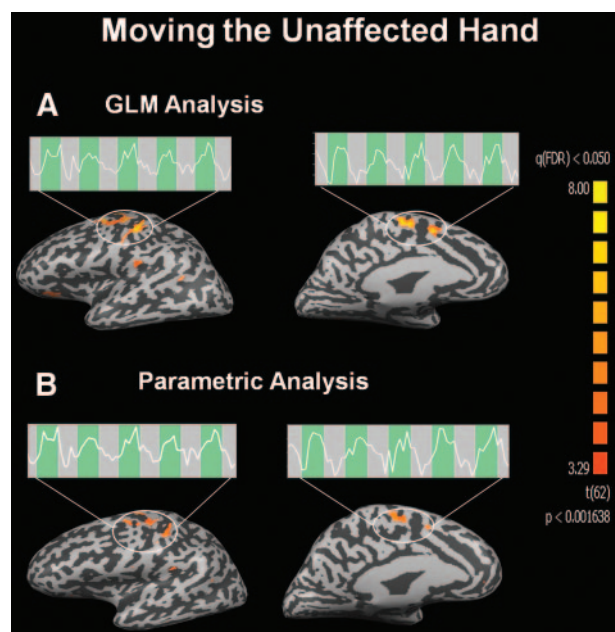 Moving the Unaffected Hand
A
GLM Analysis
q(FDR) < 0.050
8.00
B
Parametric Analysis
3.29
t(62)
p < 0.001638